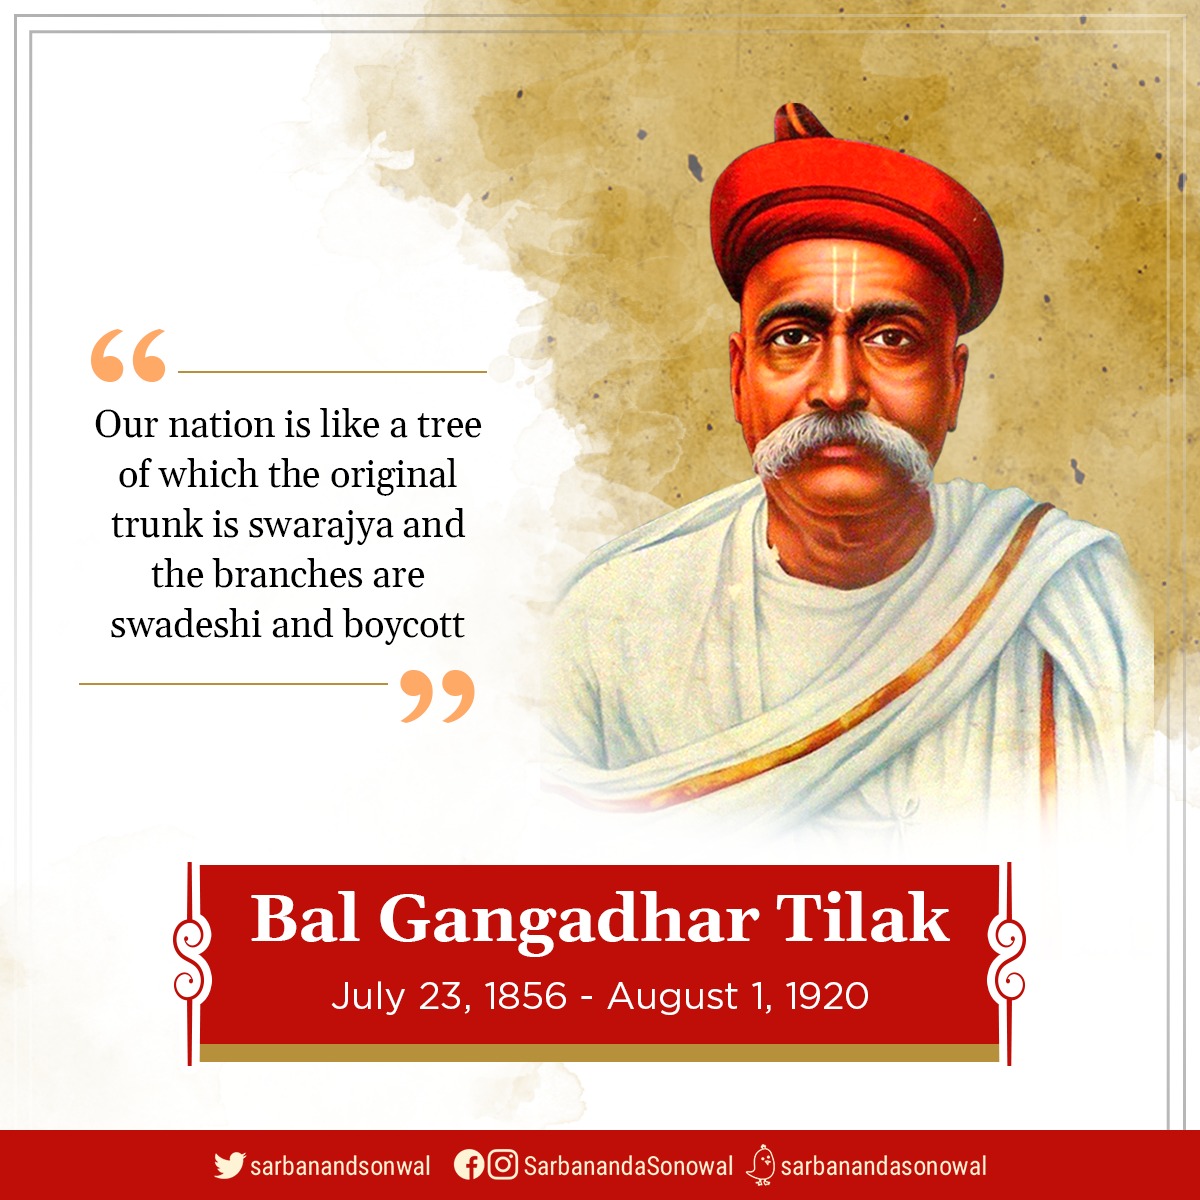 Our nation is like a tree
of which the original
trunk is swarajya and
the branches are
swadeshi and boycott
Bal Gangadhar Tilak
July 23, 1856 - August 1, 1920
sarbanandsonwal SarbanandaSonowal sarbanandasonowal